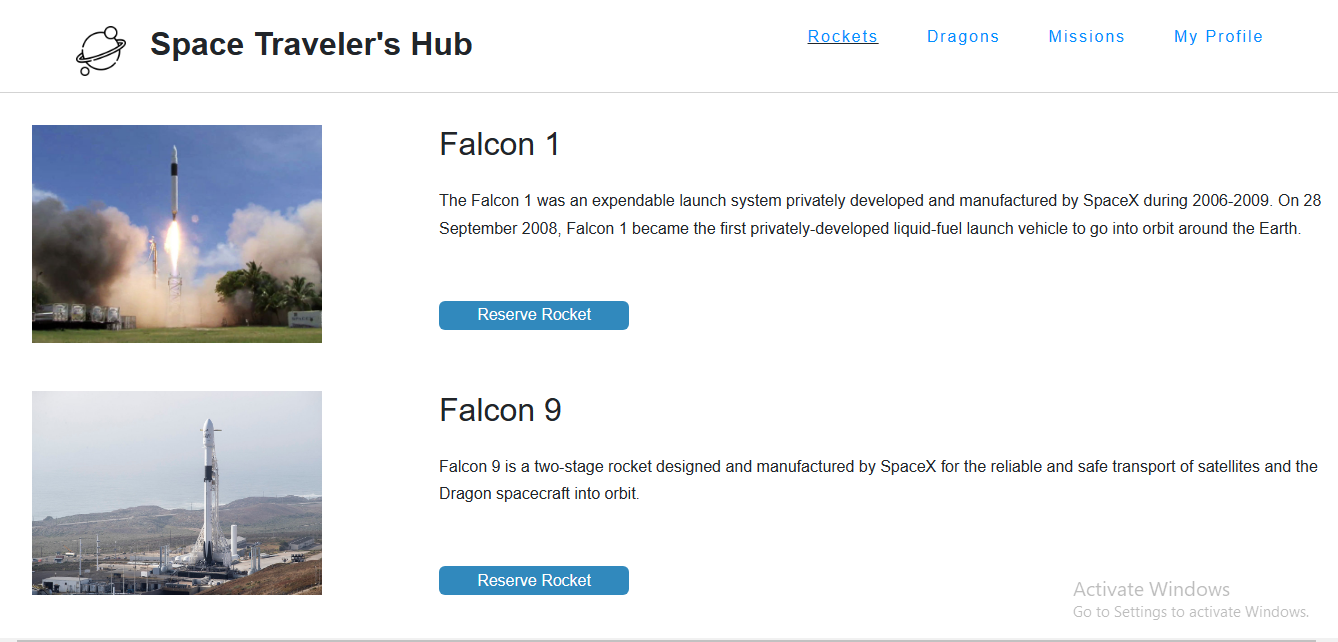 Space Traveler's Hub
Rockets Dragons Missions My Profile
Falcon 1
The Falcon 1 was an expendable launch system privately developed and manufactured by SpaceX during 2006-2009. On 28
September 2008, Falcon 1 became the first privately-developed liquid-fuel launch vehicle to go into orbit around the Earth.
Reserve Rocket
Falcon 9
Falcon 9 is a two-stage rocket designed and manufactured by SpaceX for the reliable and safe transport of satellites and the
Dragon spacecraft into orbit.
Reserve Rocket
Activate Windows
Go to Settings to activate Windows.